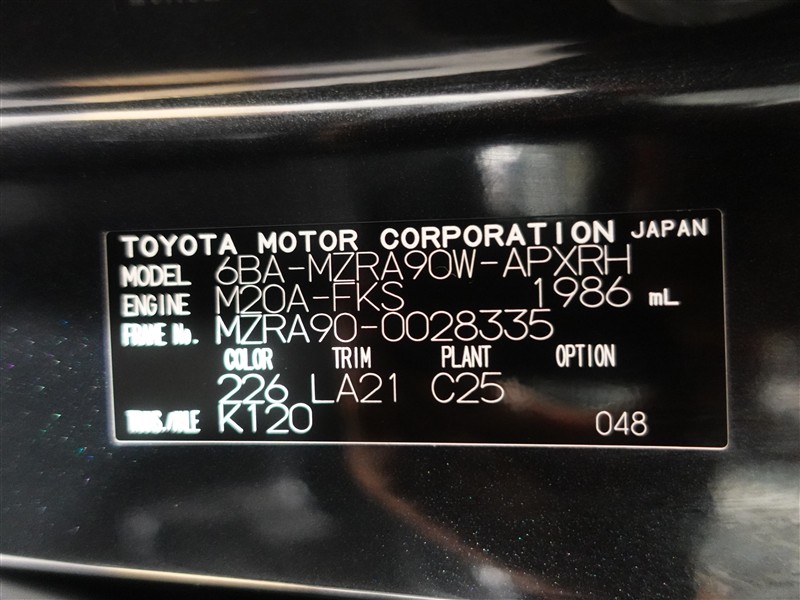 TOYOTA MOTOR CORPORATION JAPAN
MODEL 6BA-MZRA90W-APXRH
ENGINE M20A-FKS 1986 mL
FRAME No. MZRA90-0028335
COLOR TRIM PLANT OPTION
226 LA21 C25
TRANS./AXLE K120 048